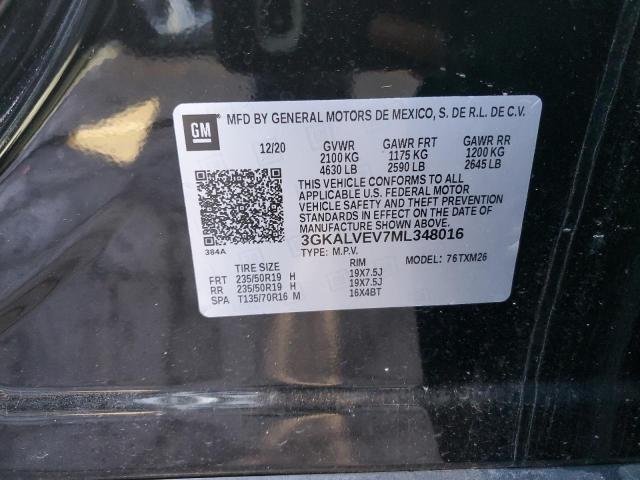 GM MFD BY GENERAL MOTORS DE MEXICO, S. DE R.L. DE C.V.
12/20 GVWR GAWR FRT GAWR RR
2100 KG 1175 KG 1200 KG
4630 LB 2590 LB 2645 LB
THIS VEHICLE CONFORMS TO ALL
APPLICABLE U.S. FEDERAL MOTOR
VEHICLE SAFETY AND THEFT PREVENTION
STANDARDS IN EFFECT ON THE DATE OF
MANUFACTURE SHOWN ABOVE.
3GKALVEV7ML348016
384A TYPE: M.P.V. MODEL: 76TXM26
TIRE SIZE RIM
FRT 235/50R19 H 19X7.5J
RR 235/50R19 H 19X7.5J
SPA T135/70R16 M 16X4BT